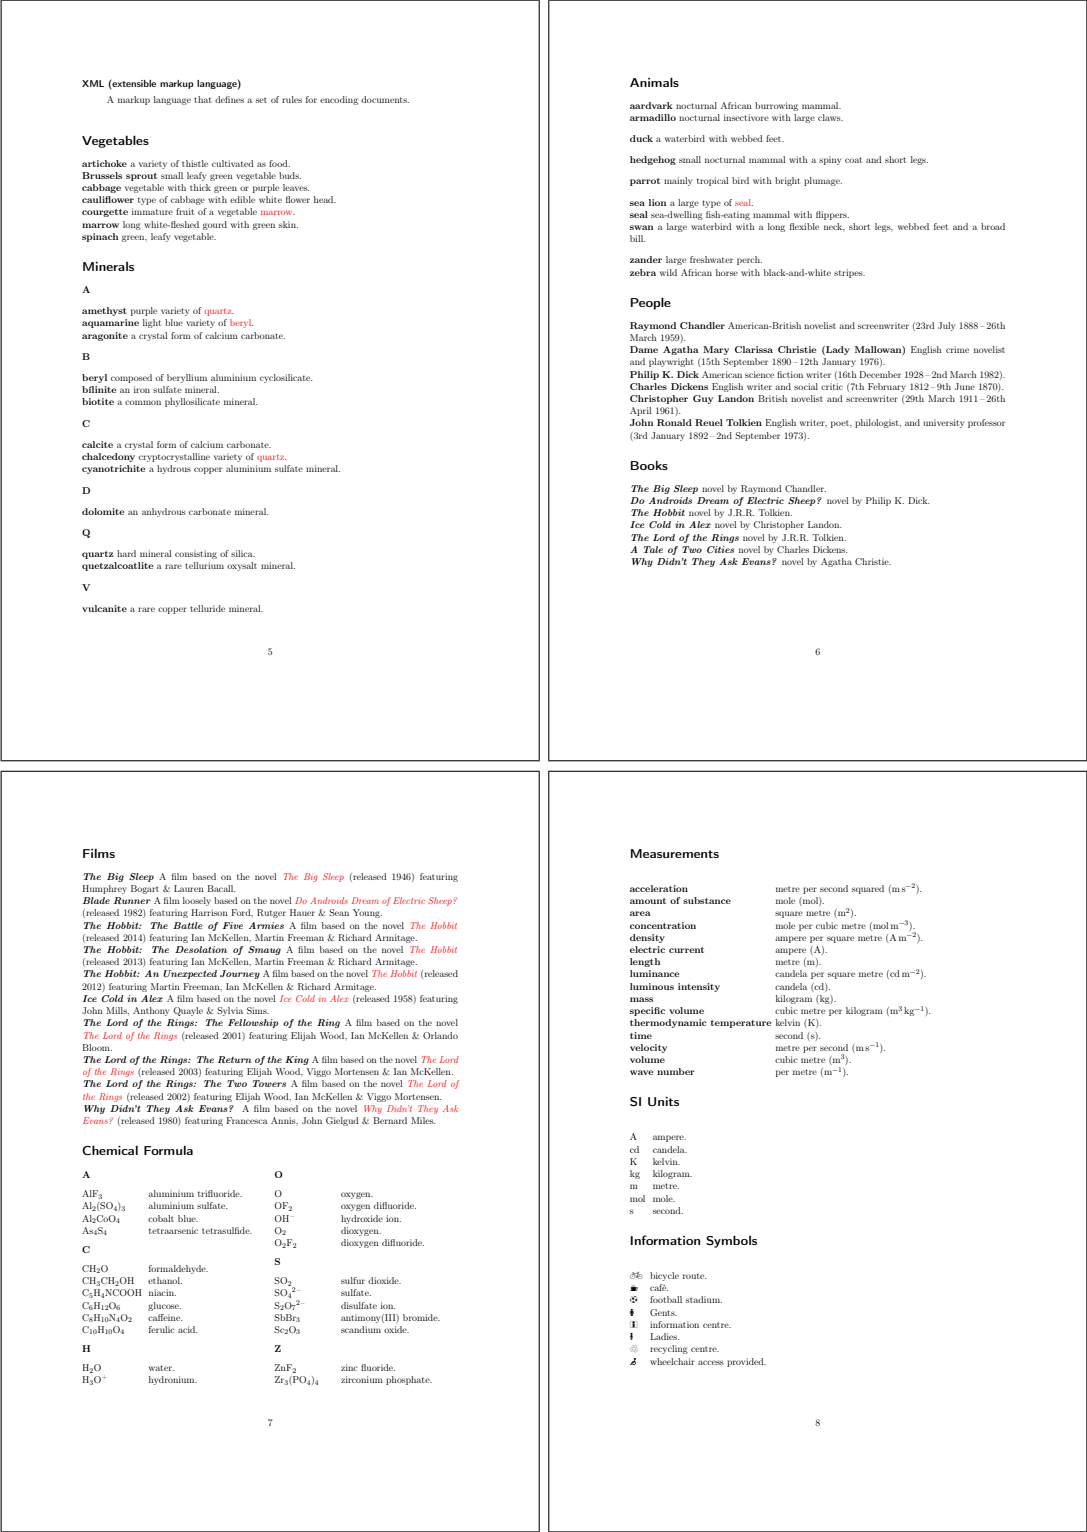 XML (extensible markup language)
A markup language that defines a set of rules for encoding documents.
Vegetables
artichoke a variety of thistle cultivated as food.
Brussels sprout small leafy green vegetable buds.
cabbage vegetable with thick green or purple leaves.
cauliflower type of cabbage with edible white flower head.
courgette immature fruit of a vegetable marrow.
marrow long white-fleshed gourd with green skin.
spinach green, leafy vegetable.
Minerals
A
amethyst purple variety of quartz.
aquamarine light blue variety of beryl.
aragonite a crystal form of calcium carbonate.
B
beryl composed of beryllium aluminium cyclosilicate.
bílinite an iron sulfate mineral.
biotite a common phyllosilicate mineral.
C
calcite a crystal form of calcium carbonate.
chalcedony cryptocrystalline variety of quartz.
cyanotrichite a hydrous copper aluminium sulfate mineral.
D
dolomite an anhydrous carbonate mineral.
Q
quartz hard mineral consisting of silica.
quetzalcoatlite a rare tellurium oxysalt mineral.
V
vulcanite a rare copper telluride mineral.
5
Animals
aardvark nocturnal African burrowing mammal.
armadillo nocturnal insectivore with large claws.
duck a waterbird with webbed feet.
hedgehog small nocturnal mammal with a spiny coat and short legs.
parrot mainly tropical bird with bright plumage.
sea lion a large type of seal.
seal sea-dwelling fish-eating mammal with flippers.
swan a large waterbird with a long flexible neck, short legs, webbed feet and a broad
bill.
zander large freshwater perch.
zebra wild African horse with black-and-white stripes.
People
Raymond Chandler American-British novelist and screenwriter (23rd July 1888 – 26th
March 1959).
Dame Agatha Mary Clarissa Christie (Lady Mallowan) English crime novelist
and playwright (15th September 1890 – 12th January 1976).
Philip K. Dick American science fiction writer (16th December 1928 – 2nd March 1982).
Charles Dickens English writer and social critic (7th February 1812 – 9th June 1870).
Christopher Guy Landon British novelist and screenwriter (29th March 1911 – 26th
April 1961).
John Ronald Reuel Tolkien English writer, poet, philologist, and university professor
(3rd January 1892 – 2nd September 1973).
Books
The Big Sleep novel by Raymond Chandler.
Do Androids Dream of Electric Sheep? novel by Philip K. Dick.
The Hobbit novel by J.R.R. Tolkien.
Ice Cold in Alex novel by Christopher Landon.
The Lord of the Rings novel by J.R.R. Tolkien.
A Tale of Two Cities novel by Charles Dickens.
Why Didn't They Ask Evans? novel by Agatha Christie.
6
Films
The Big Sleep A film based on the novel The Big Sleep (released 1946) featuring
Humphrey Bogart & Lauren Bacall.
Blade Runner A film loosely based on the novel Do Androids Dream of Electric Sheep?
(released 1982) featuring Harrison Ford, Rutger Hauer & Sean Young.
The Hobbit: The Battle of Five Armies A film based on the novel The Hobbit
(released 2014) featuring Ian McKellen, Martin Freeman & Richard Armitage.
The Hobbit: The Desolation of Smaug A film based on the novel The Hobbit
(released 2013) featuring Ian McKellen, Martin Freeman & Richard Armitage.
The Hobbit: An Unexpected Journey A film based on the novel The Hobbit (released
2012) featuring Martin Freeman, Ian McKellen & Richard Armitage.
Ice Cold in Alex A film based on the novel Ice Cold in Alex (released 1958) featuring
John Mills, Anthony Quayle & Sylvia Sims.
The Lord of the Rings: The Fellowship of the Ring A film based on the novel
The Lord of the Rings (released 2001) featuring Elijah Wood, Ian McKellen & Orlando
Bloom.
The Lord of the Rings: The Return of the King A film based on the novel The Lord
of the Rings (released 2003) featuring Elijah Wood, Viggo Mortensen & Ian McKellen.
The Lord of the Rings: The Two Towers A film based on the novel The Lord of
the Rings (released 2002) featuring Elijah Wood, Ian McKellen & Viggo Mortensen.
Why Didn't They Ask Evans? A film based on the novel Why Didn't They Ask
Evans? (released 1980) featuring Francesca Annis, John Gielgud & Bernard Miles.
Chemical Formula
A
AlF₃ aluminium trifluoride.
Al₂(SO₄)₃ aluminium sulfate.
Al₂CoO₄ cobalt blue.
As₄S₄ tetraarsenic tetrasulfide.
C
CH₂O formaldehyde.
CH₃CH₂OH ethanol.
C₅H₄NCOOH niacin.
C₆H₁₂O₆ glucose.
C₈H₁₀N₄O₂ caffeine.
C₁₀H₁₀O₄ ferulic acid.
H
H₂O water.
H₃O⁺ hydronium.
O
O oxygen.
OF₂ oxygen difluoride.
OH⁻ hydroxide ion.
O₂ dioxygen.
O₂F₂ dioxygen difluoride.
S
SO₂ sulfur dioxide.
SO₄²⁻ sulfate.
S₂O₇²⁻ disulfate ion.
SbBr₃ antimony(III) bromide.
Sc₂O₃ scandium oxide.
Z
ZnF₂ zinc fluoride.
Zr₃(PO₄)₄ zirconium phosphate.
7
Measurements
acceleration metre per second squared (m s⁻²).
amount of substance mole (mol).
area square metre (m²).
concentration mole per cubic metre (mol m⁻³).
density ampere per square metre (A m⁻²).
electric current ampere (A).
length metre (m).
luminance candela per square metre (cd m⁻²).
luminous intensity candela (cd).
mass kilogram (kg).
specific volume cubic metre per kilogram (m³ kg⁻¹).
thermodynamic temperature kelvin (K).
time second (s).
velocity metre per second (m s⁻¹).
volume cubic metre (m³).
wave number per metre (m⁻¹).
SI Units
A ampere.
cd candela.
K kelvin.
kg kilogram.
m metre.
mol mole.
s second.
Information Symbols
bicycle route.
café.
football stadium.
Gents.
information centre.
Ladies.
recycling centre.
wheelchair access provided.
8